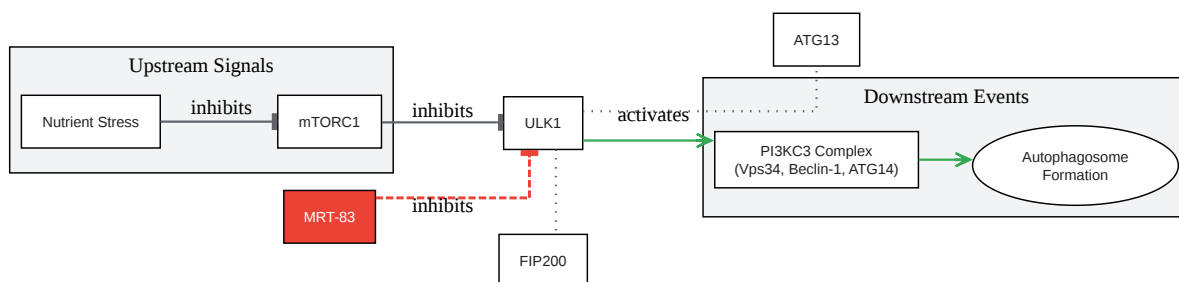 ATG13
Upstream Signals
Downstream Events
Nutrient Stress
inhibits
mTORC1
inhibits
ULK1
activates
PI3KC3 Complex
(Vps34, Beclin-1, ATG14)
Autophagosome
Formation
MRT-83
inhibits
FIP200